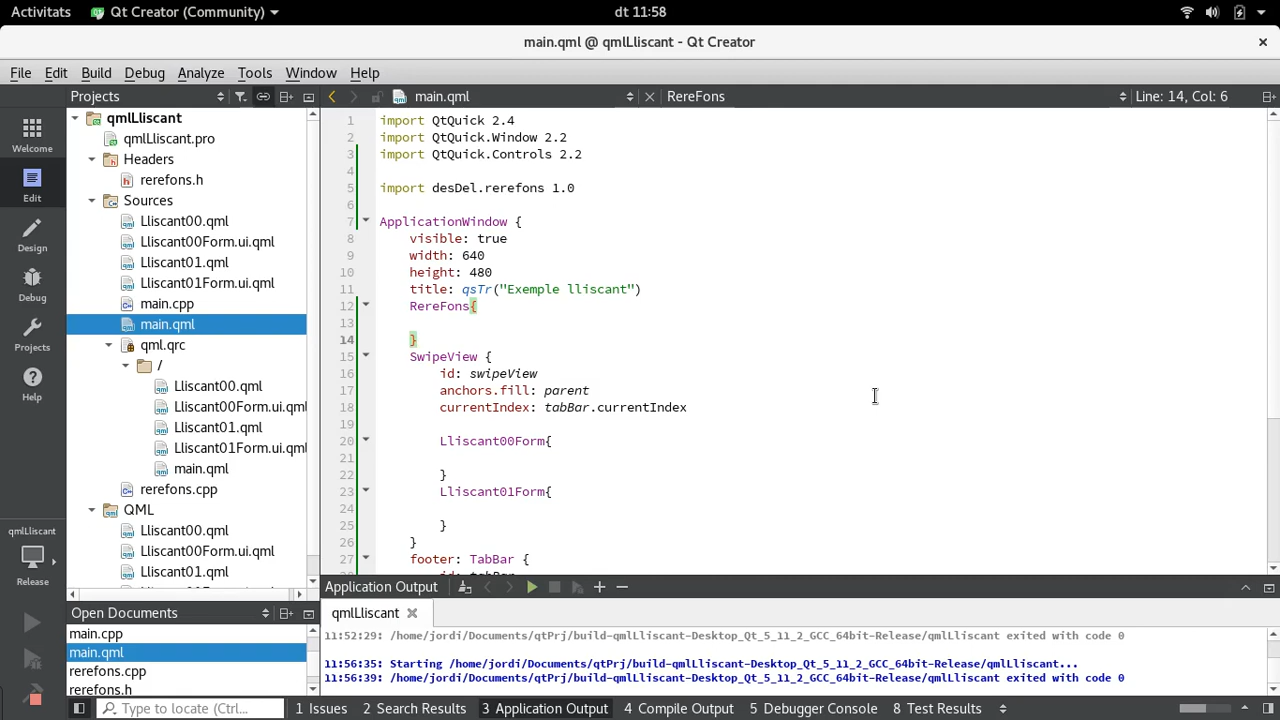 Activitats
Qt Creator (Community)
dt 11:58
main.qml @ qmlLliscant - Qt Creator
File Edit Build Debug Analyze Tools Window Help
Projects
main.qml
RereFons
Line: 14, Col: 6
Welcome
Edit
Design
Debug
Projects
Help
qmlLliscant
Release
qmlLliscant
qmlLliscant.pro
Headers
rerefons.h
Sources
Lliscant00.qml
Lliscant00Form.ui.qml
Lliscant01.qml
Lliscant01Form.ui.qml
main.cpp
main.qml
qml.qrc
/
Lliscant00.qml
Lliscant00Form.ui.qml
Lliscant01.qml
Lliscant01Form.ui.qml
main.qml
rerefons.cpp
QML
Lliscant00.qml
Lliscant00Form.ui.qml
Lliscant01.qml
Open Documents
main.cpp
main.qml
rerefons.cpp
rerefons.h
1 import QtQuick 2.4
2 import QtQuick.Window 2.2
3 import QtQuick.Controls 2.2
4
5 import desDel.rerefons 1.0
6
7 ApplicationWindow {
8 visible: true
9 width: 640
10 height: 480
11 title: qsTr("Exemple lliscant")
12 RereFons{
13
14 }
15 SwipeView {
16 id: swipeView
17 anchors.fill: parent
18 currentIndex: tabBar.currentIndex
19
20 Lliscant00Form{
21
22 }
23 Lliscant01Form{
24
25 }
26 }
27 footer: TabBar {
Application Output
qmlLliscant
11:52:29: /home/jordi/Documents/qtPrj/build-qmlLliscant-Desktop_Qt_5_11_2_GCC_64bit-Release/qmlLliscant exited with code 0
11:56:35: Starting /home/jordi/Documents/qtPrj/build-qmlLliscant-Desktop_Qt_5_11_2_GCC_64bit-Release/qmlLliscant...
11:56:39: /home/jordi/Documents/qtPrj/build-qmlLliscant-Desktop_Qt_5_11_2_GCC_64bit-Release/qmlLliscant exited with code 0
Type to locate (Ctrl...
1 Issues 2 Search Results 3 Application Output 4 Compile Output 5 Debugger Console 8 Test Results